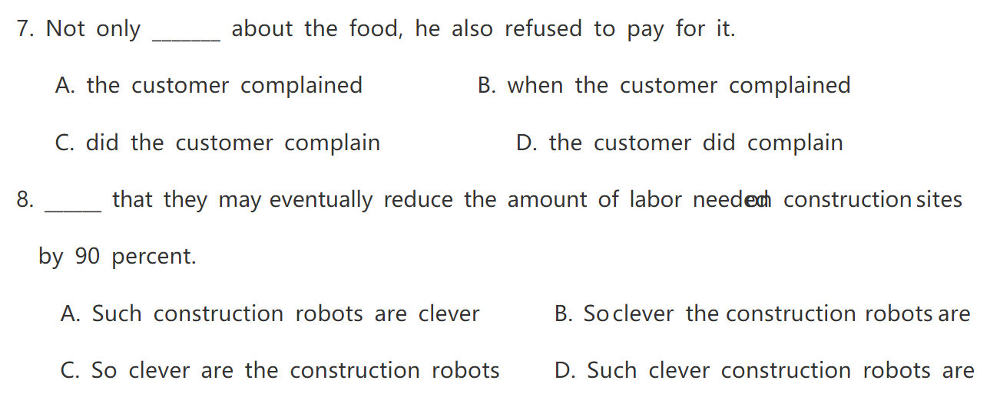 7. Not only ______ about the food, he also refused to pay for it.
A. the customer complained B. when the customer complained
C. did the customer complain D. the customer did complain
8. _____ that they may eventually reduce the amount of labor needed on construction sites
by 90 percent.
A. Such construction robots are clever B. So clever the construction robots are
C. So clever are the construction robots D. Such clever construction robots are